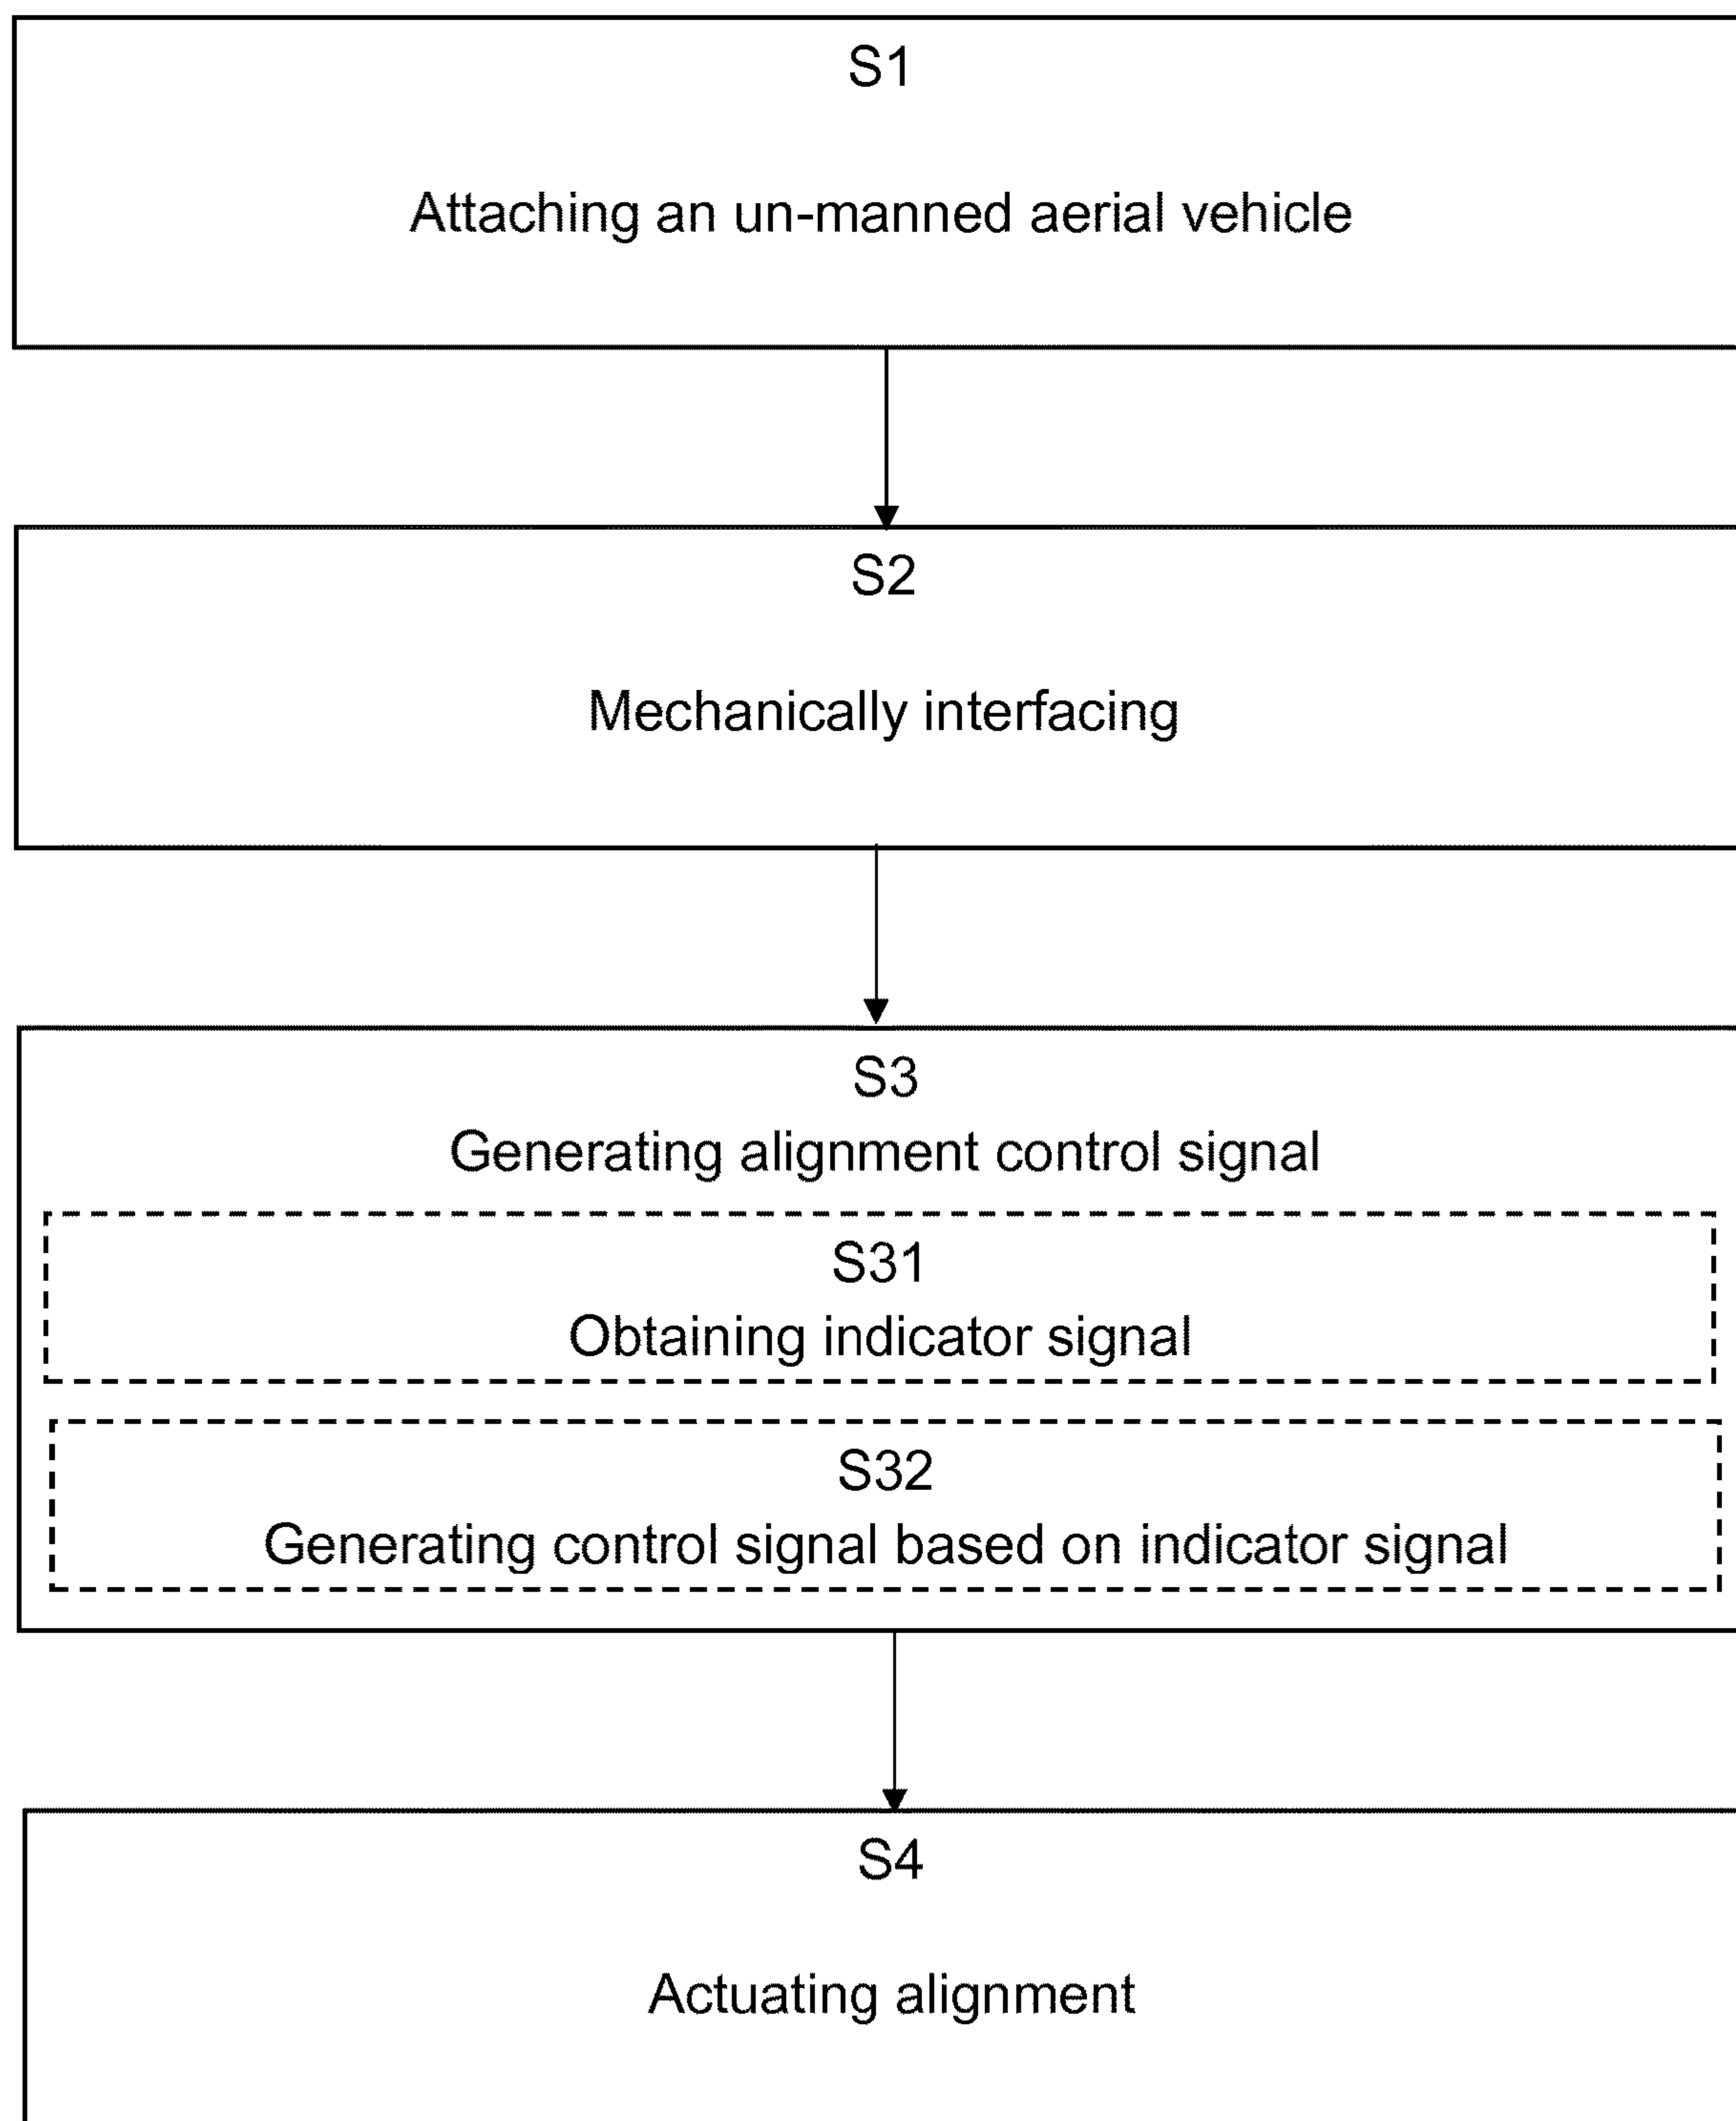 S1
Attaching an un-manned aerial vehicle
S2
Mechanically interfacing
S3
Generating alignment control signal
S31
Obtaining indicator signal
S32
Generating control signal based on indicator signal
S4
Actuating alignment